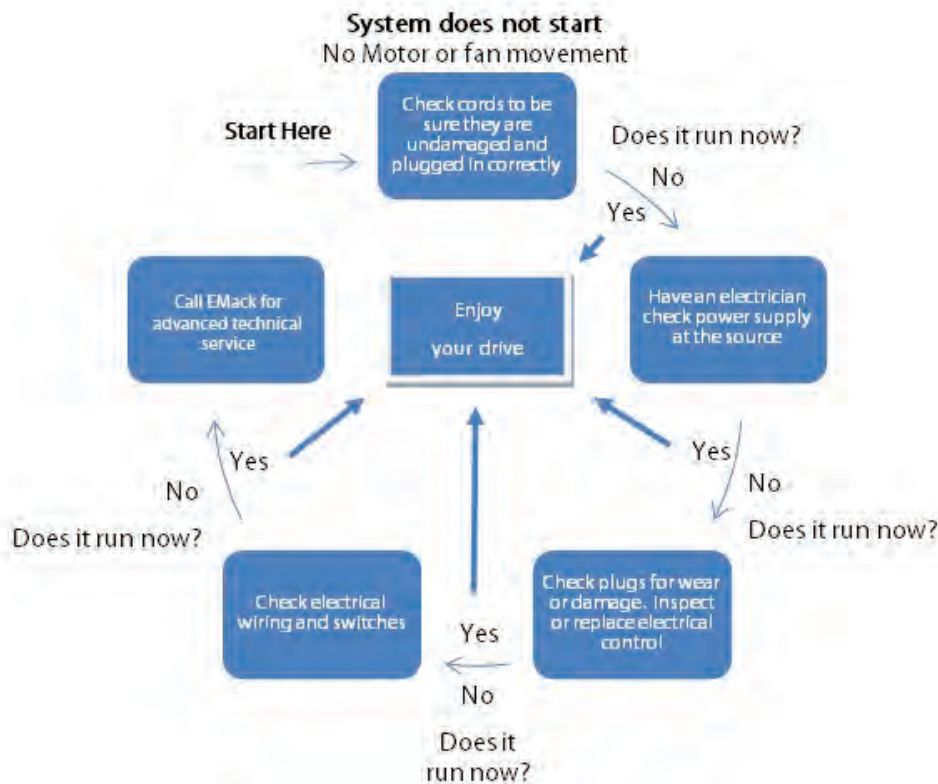 System does not start
No Motor or fan movement
Start Here
Check cords to be
sure they are
undamaged and
plugged in correctly
Does it run now?
No
Yes
Have an electrician
check power supply
at the source
Enjoy
your drive
Call EMack for
advanced technical
service
Yes
No
Does it run now?
Check plugs for wear
or damage. Inspect
or replace electrical
control
Yes
No
Does it
run now?
Check electrical
wiring and switches
Yes
No
Does it run now?